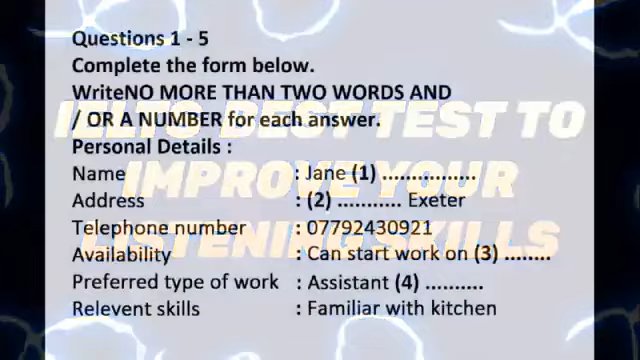 Questions 1 - 5
Complete the form below.
WriteNO MORE THAN TWO WORDS AND
/ OR A NUMBER for each answer.
IELTS BEST TEST TO
IMPROVE YOUR
LISTENING SKILLS
Personal Details :
Name : Jane (1) ................
Address : (2) ........... Exeter
Telephone number : 07792430921
Availability : Can start work on (3) ........
Preferred type of work : Assistant (4) ..........
Relevent skills : Familiar with kitchen